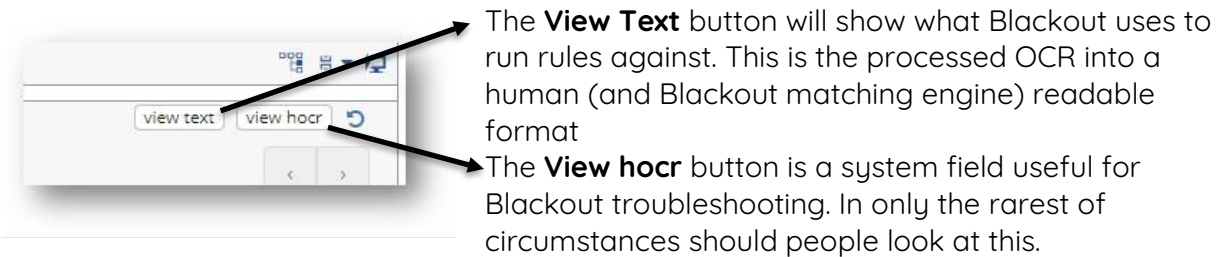 The View Text button will show what Blackout uses to
run rules against. This is the processed OCR into a
human (and Blackout matching engine) readable
format
view text view hocr
The View hocr button is a system field useful for
Blackout troubleshooting. In only the rarest of
circumstances should people look at this.